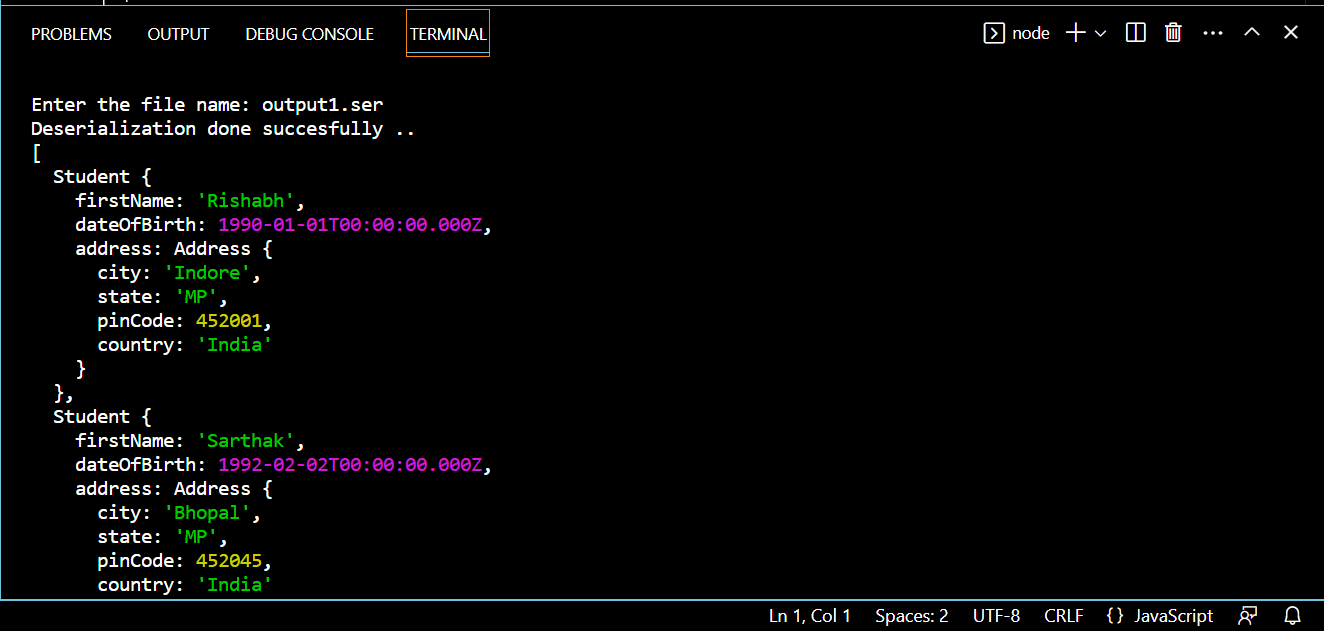 PROBLEMS OUTPUT DEBUG CONSOLE TERMINAL node
Enter the file name: output1.ser
Deserialization done succesfully ..
[
  Student {
    firstName: 'Rishabh',
    dateOfBirth: 1990-01-01T00:00:00.000Z,
    address: Address {
      city: 'Indore',
      state: 'MP',
      pinCode: 452001,
      country: 'India'
    }
  },
  Student {
    firstName: 'Sarthak',
    dateOfBirth: 1992-02-02T00:00:00.000Z,
    address: Address {
      city: 'Bhopal',
      state: 'MP',
      pinCode: 452045,
      country: 'India'
Ln 1, Col 1 Spaces: 2 UTF-8 CRLF {} JavaScript